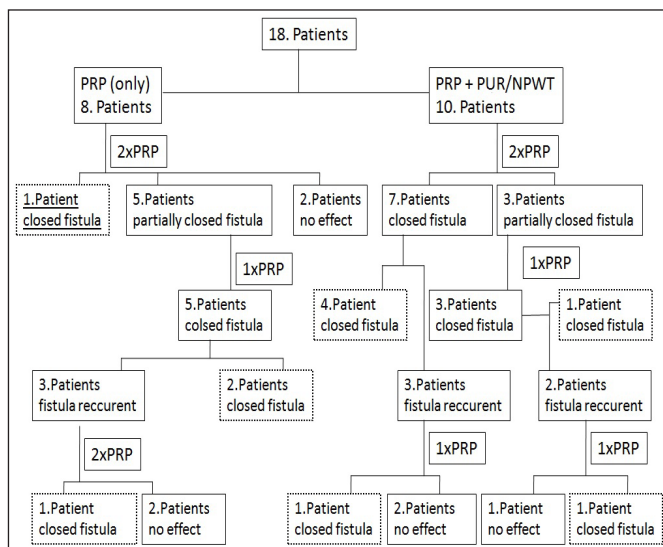 18. Patients
PRP (only)
8. Patients
PRP + PUR/NPWT
10. Patients
2xPRP
2xPRP
1.Patient
closed fistula
5.Patients
partially closed fistula
2.Patients
no effect
7.Patients
closed fistula
3.Patients
partially closed fistula
1xPRP
1xPRP
5.Patients
colsed fistula
4.Patient
closed fistula
3.Patients
closed fistula
1.Patient
closed fistula
3.Patients
fistula reccurent
2.Patients
closed fistula
3.Patients
fistula reccurent
2.Patients
fistula reccurent
2xPRP
1xPRP
1xPRP
1.Patient
closed fistula
2.Patients
no effect
1.Patient
closed fistula
2.Patients
no effect
1.Patient
no effect
1.Patient
closed fistula